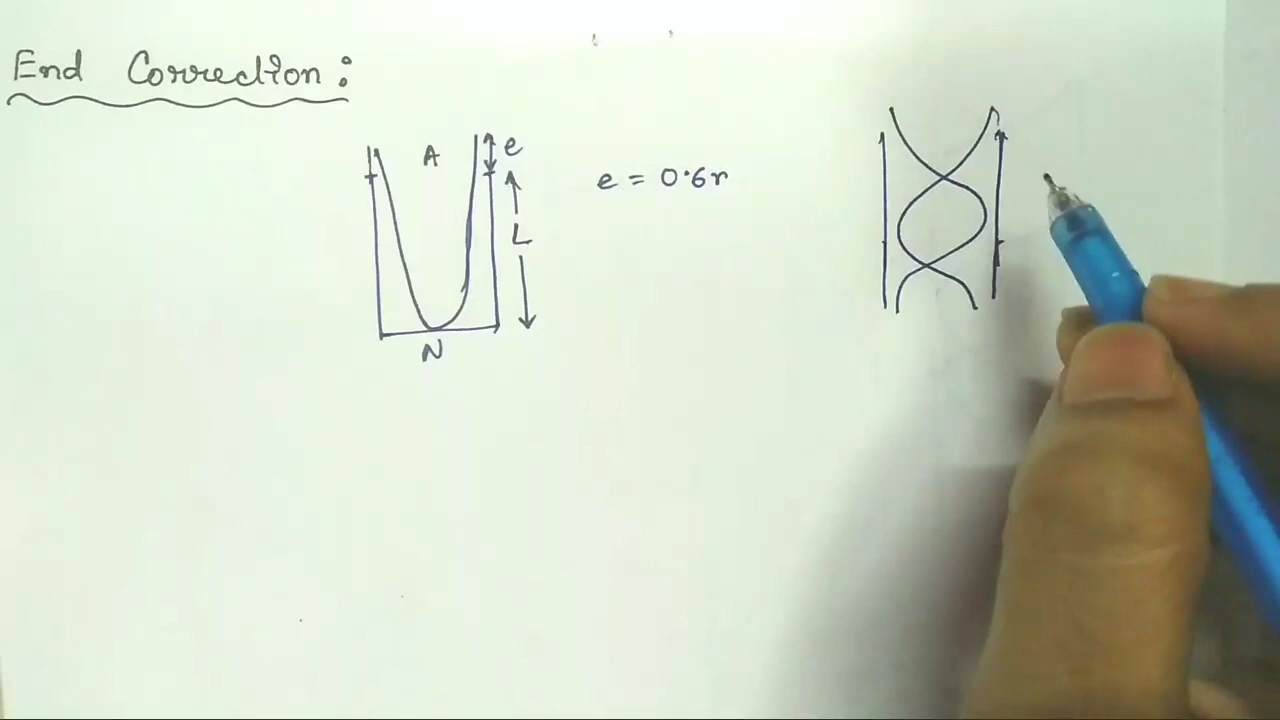 End Correction:
A
e
e = 0.6r
L
N